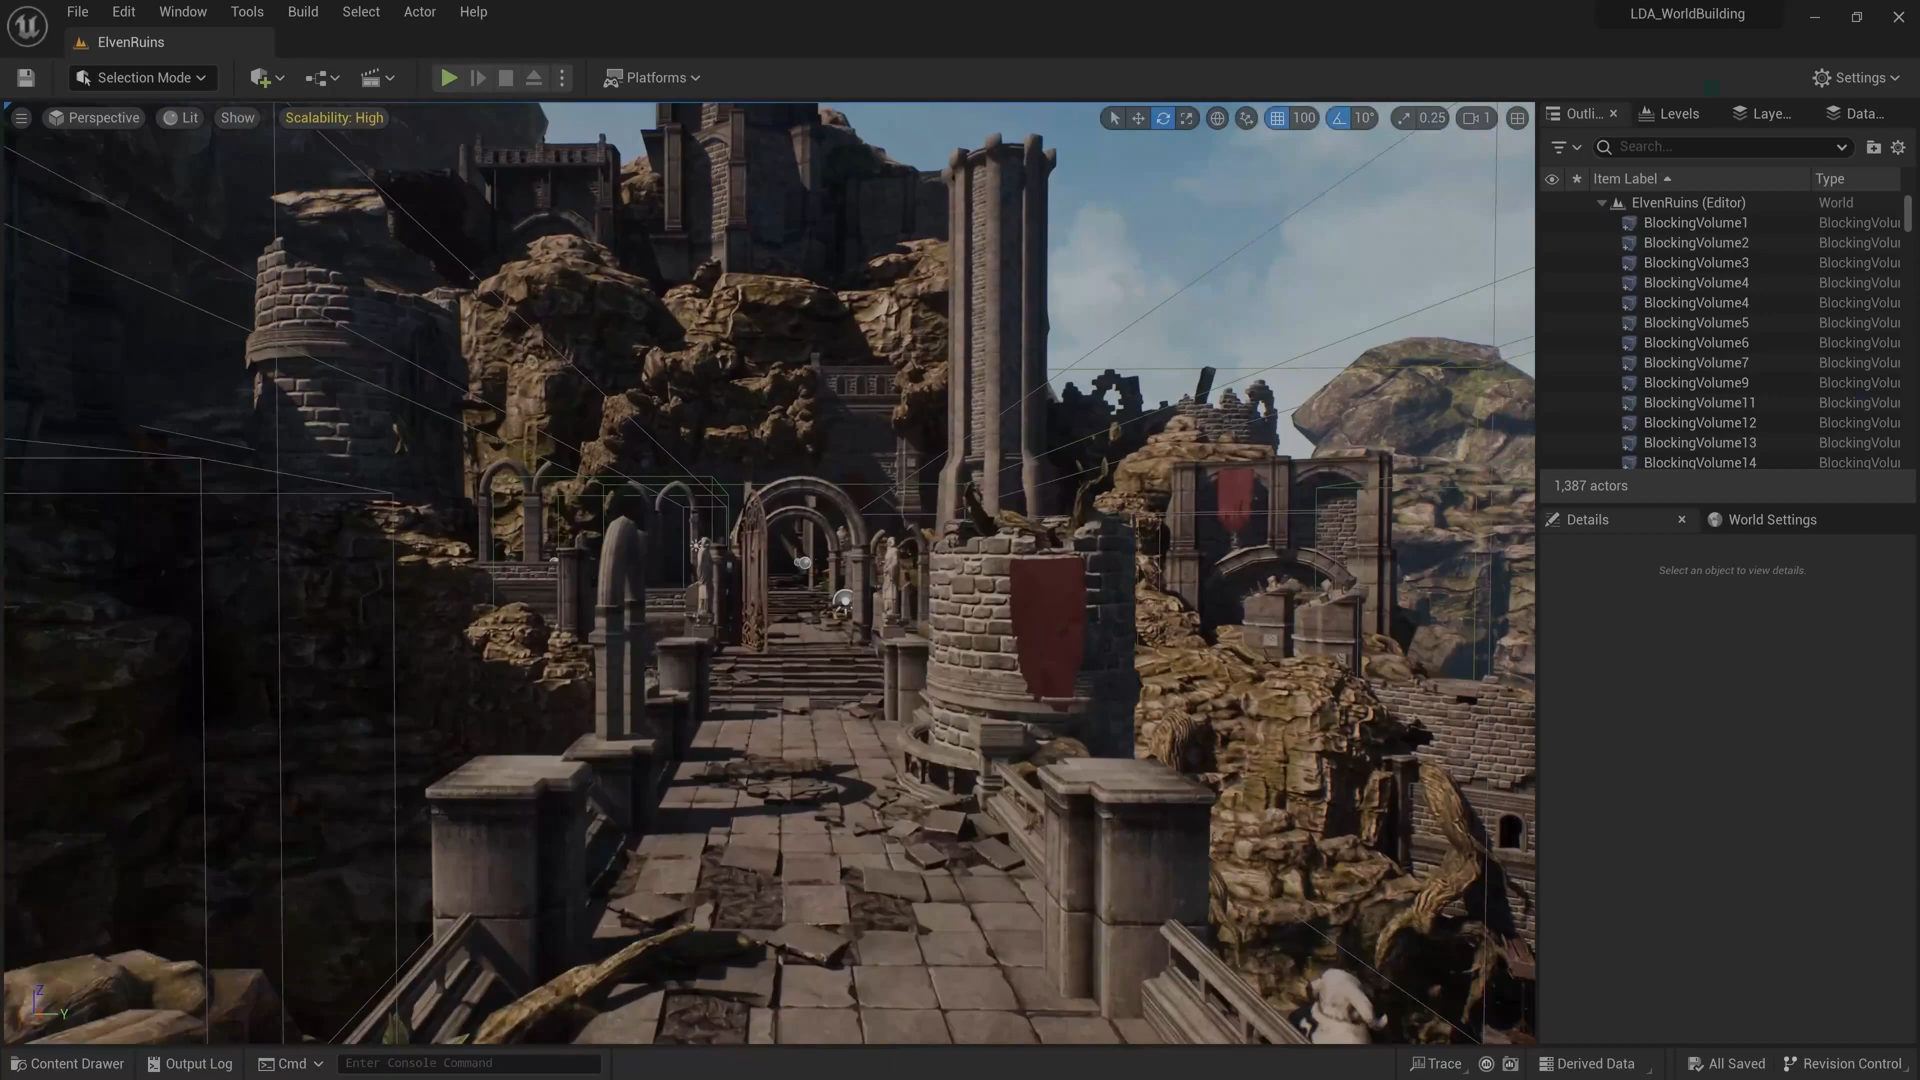 File Edit Window Tools Build Select Actor Help
LDA_WorldBuilding
ElvenRuins
Selection Mode
Platforms
Settings
Perspective Lit Show Scalability: High
100 10° 0.25 1
Outli... Levels Laye... Data...
Search...
Item Label Type
ElvenRuins (Editor) World
BlockingVolume1 BlockingVolu
BlockingVolume2 BlockingVolu
BlockingVolume3 BlockingVolu
BlockingVolume4 BlockingVolu
BlockingVolume4 BlockingVolu
BlockingVolume5 BlockingVolu
BlockingVolume6 BlockingVolu
BlockingVolume7 BlockingVolu
BlockingVolume9 BlockingVolu
BlockingVolume11 BlockingVolu
BlockingVolume12 BlockingVolu
BlockingVolume13 BlockingVolu
BlockingVolume14 BlockingVolu
1,387 actors
Details World Settings
Select an object to view details.
Z
Y
Content Drawer Output Log Cmd Enter Console Command Trace Derived Data All Saved Revision Control